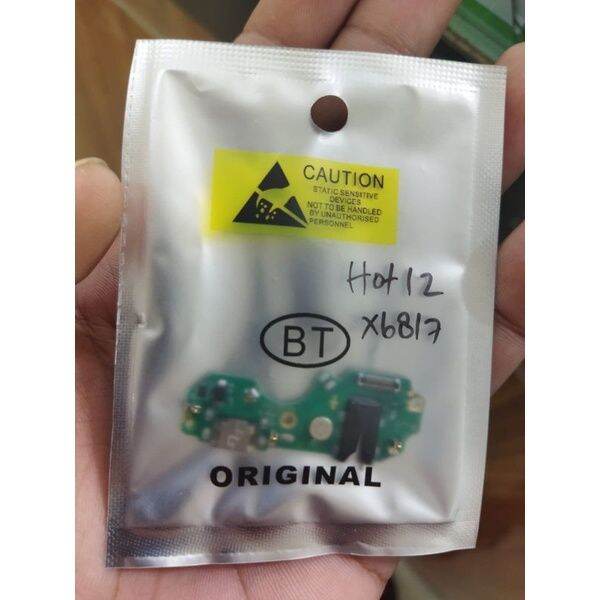 CAUTION
STATIC SENSITIVE
DEVICES
NOT TO BE HANDLED
BY UNAUTHORISED
PERSONNEL
Hot 12
X6817
BT
ORIGINAL